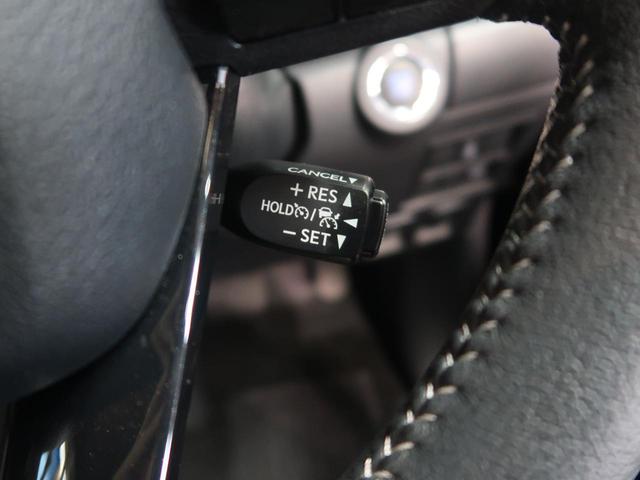 CANCEL▼
+ RES ▲
HOLD / ◀
− SET ▼